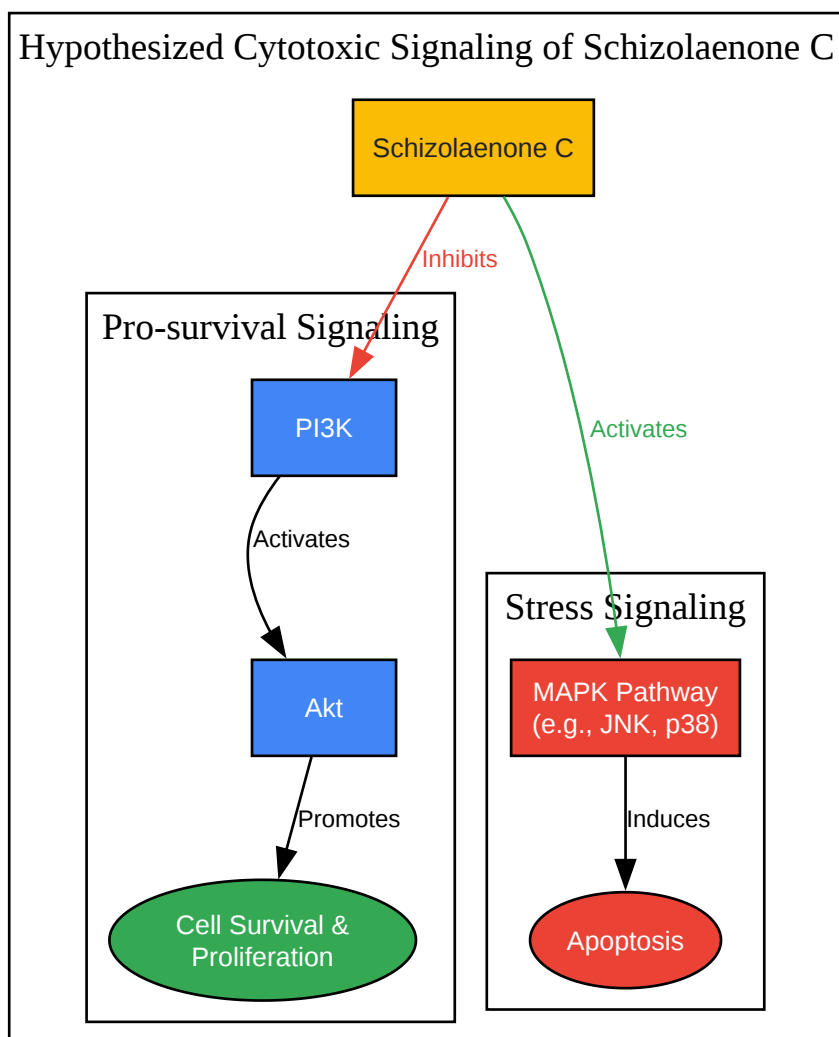 Hypothesized Cytotoxic Signaling of Schizolaenone C
Schizolaenone C
Inhibits
Pro-survival Signaling
PI3K
Activates
Activates
Akt
Promotes
Cell Survival &
Proliferation
Stress Signaling
MAPK Pathway
(e.g., JNK, p38)
Induces
Apoptosis